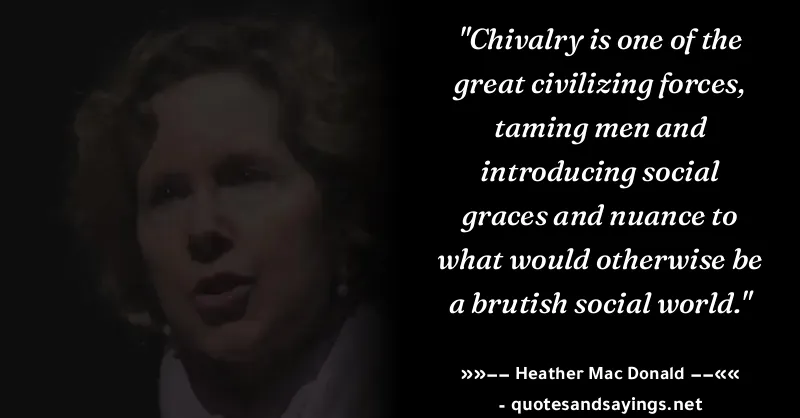 "Chivalry is one of the
great civilizing forces,
taming men and
introducing social
graces and nuance to
what would otherwise be
a brutish social world."
»»−− Heather Mac Donald −−««
- quotesandsayings.net